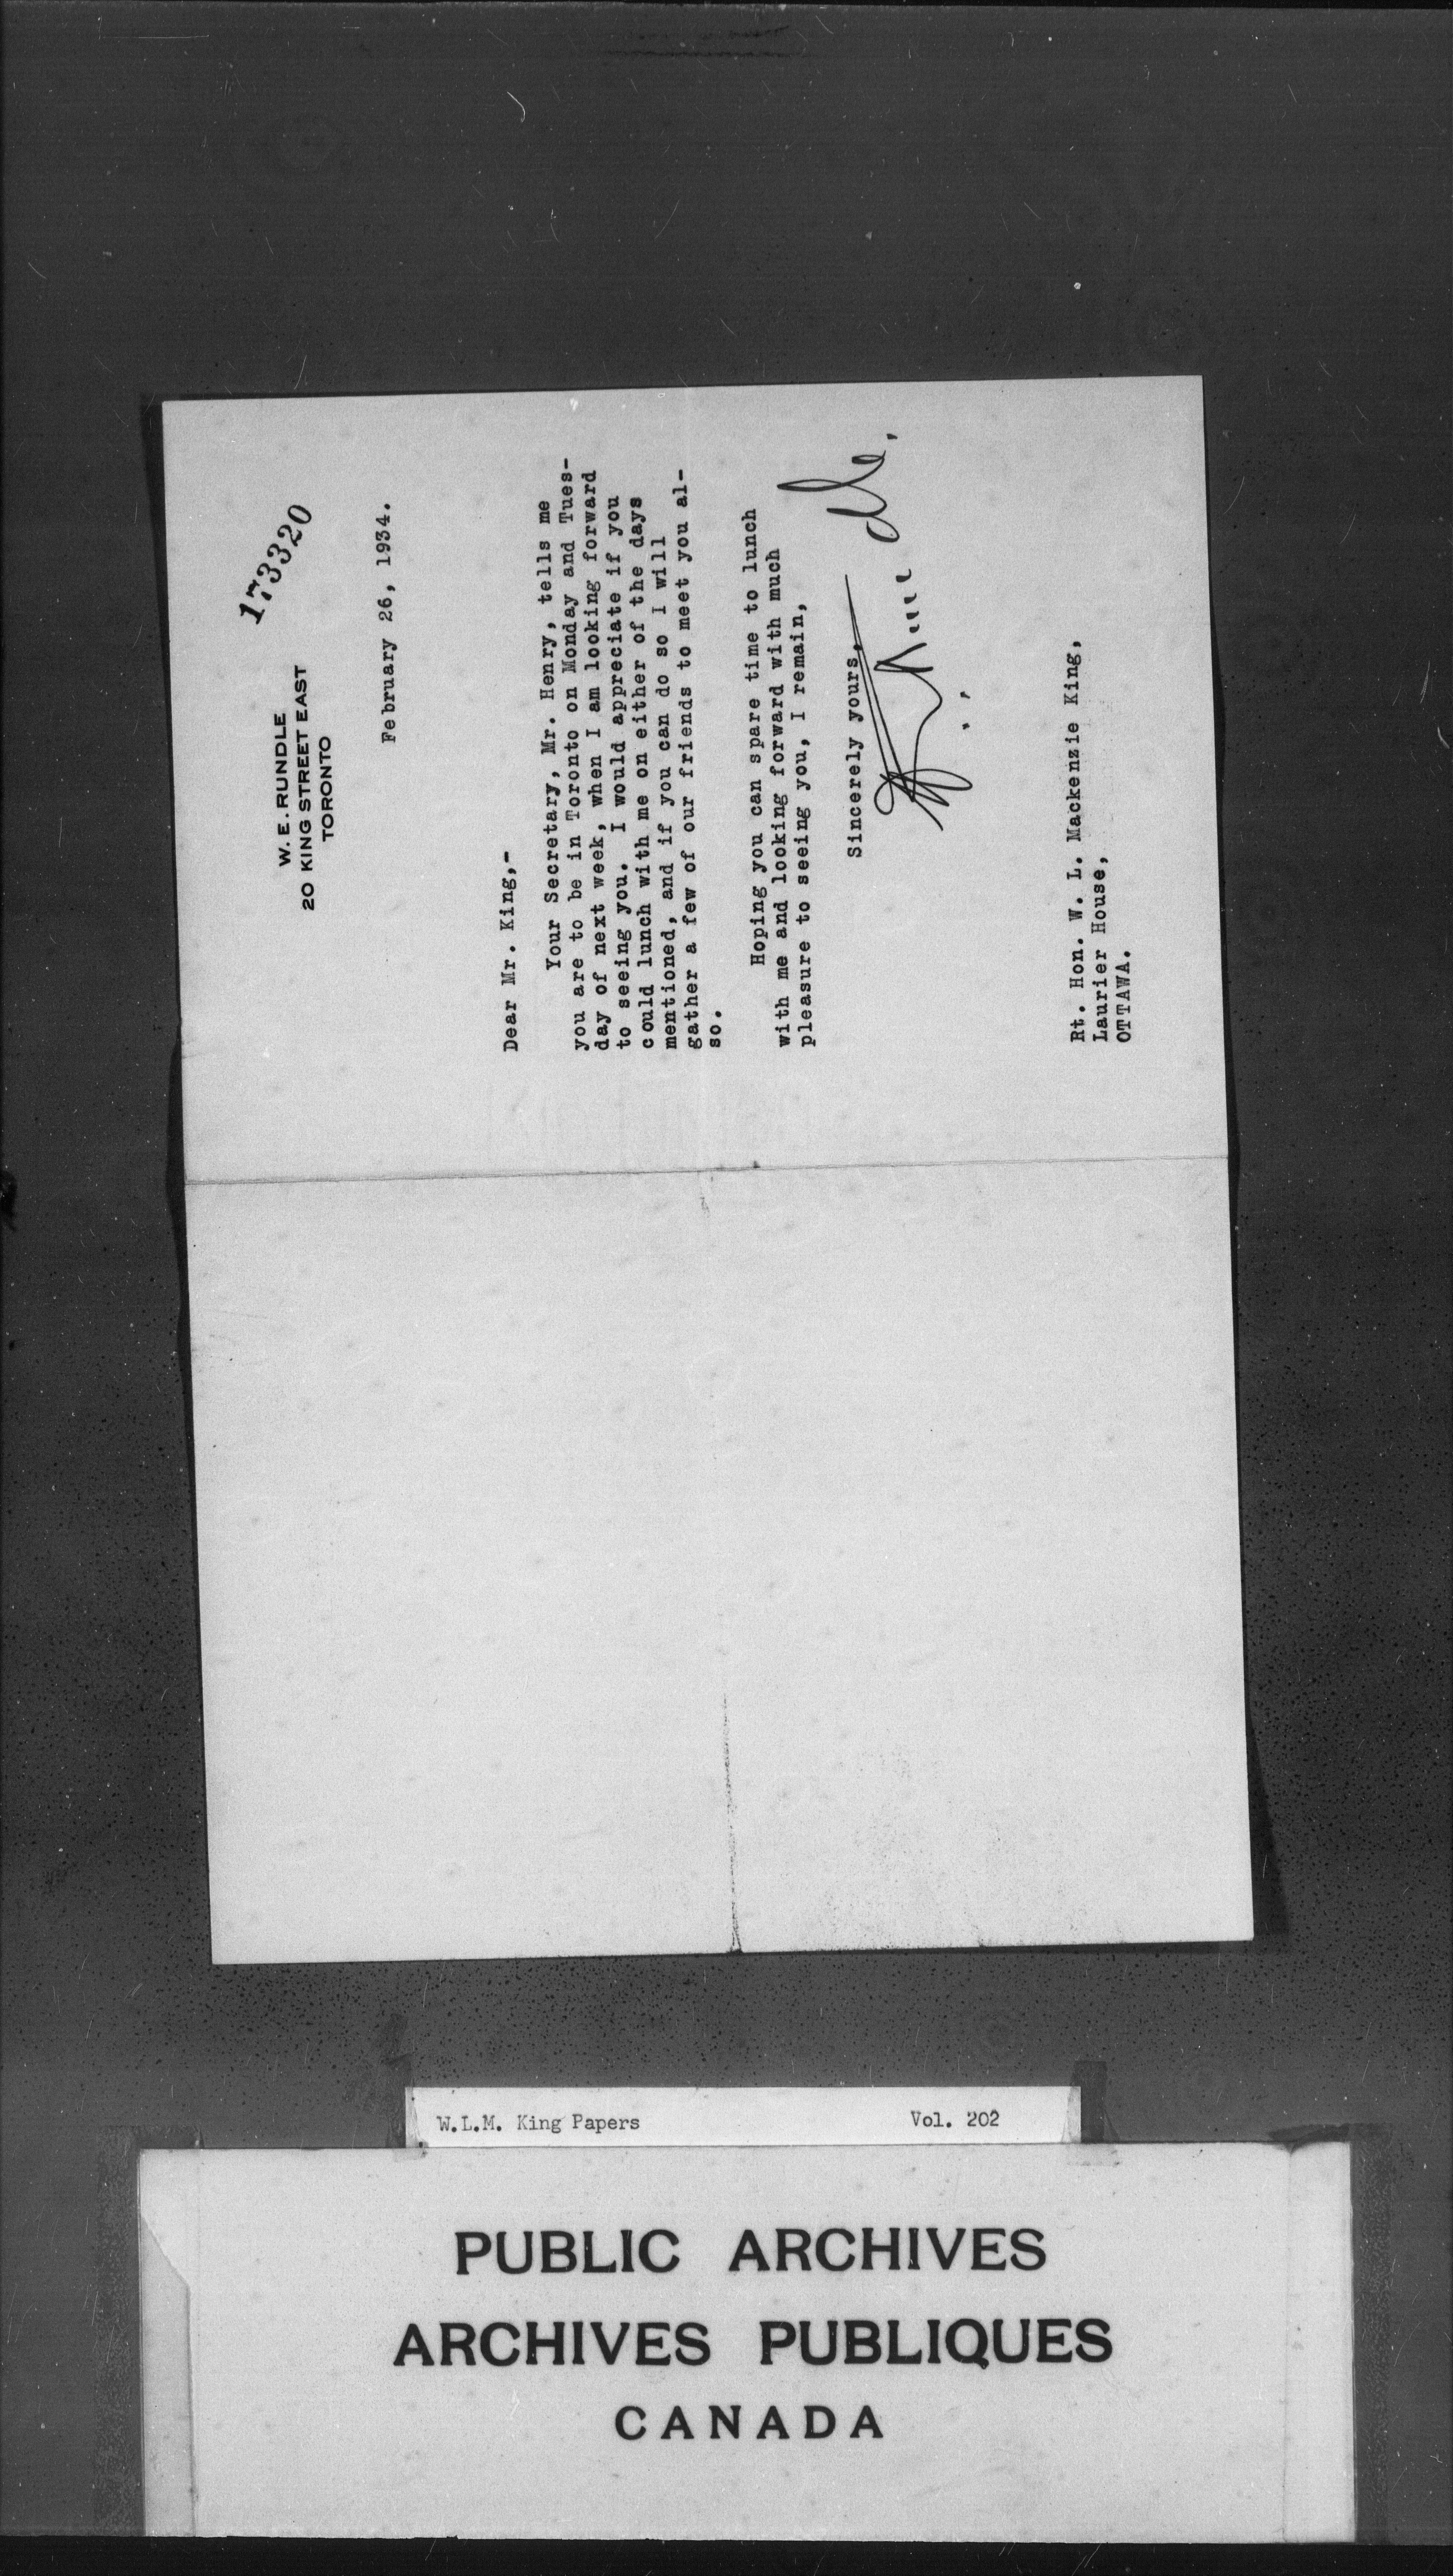 173320
W. E. RUNDLE
20 KING STREET EAST
TORONTO
February 26, 1934.
Dear Mr. King,-
Your Secretary, Mr. Henry, tells me
you are to be in Toronto on Monday and Tues-
day of next week, when I am looking forward
to seeing you. I would appreciate if you
could lunch with me on either of the days
mentioned, and if you can do so I will
gather a few of our friends to meet you al-
so.
Hoping you can spare time to lunch
with me and looking forward with much
pleasure to seeing you, I remain,
Sincerely yours,
Rt. Hon. W. L. Mackenzie King,
Laurier House,
OTTAWA.
W.L.M. King Papers Vol. 202
PUBLIC ARCHIVES
ARCHIVES PUBLIQUES
CANADA